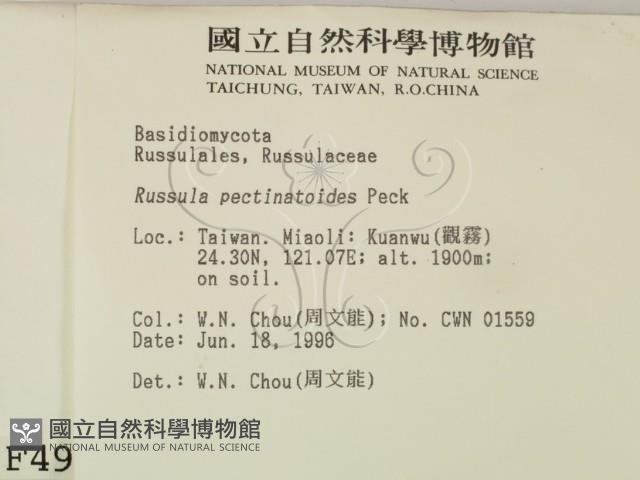 國立自然科學博物館
NATIONAL MUSEUM OF NATURAL SCIENCE
TAICHUNG, TAIWAN, R.O.CHINA
Basidiomycota
Russulales, Russulaceae
Russula pectinatoides Peck
Loc.: Taiwan. Miaoli: Kuanwu(觀霧)
24.30N, 121.07E; alt. 1900m;
on soil.
Col.: W.N. Chou(周文能); No. CWN 01559
Date: Jun. 18, 1996
Det.: W.N. Chou(周文能)
國立自然科學博物館
NATIONAL MUSEUM OF NATURAL SCIENCE
F49